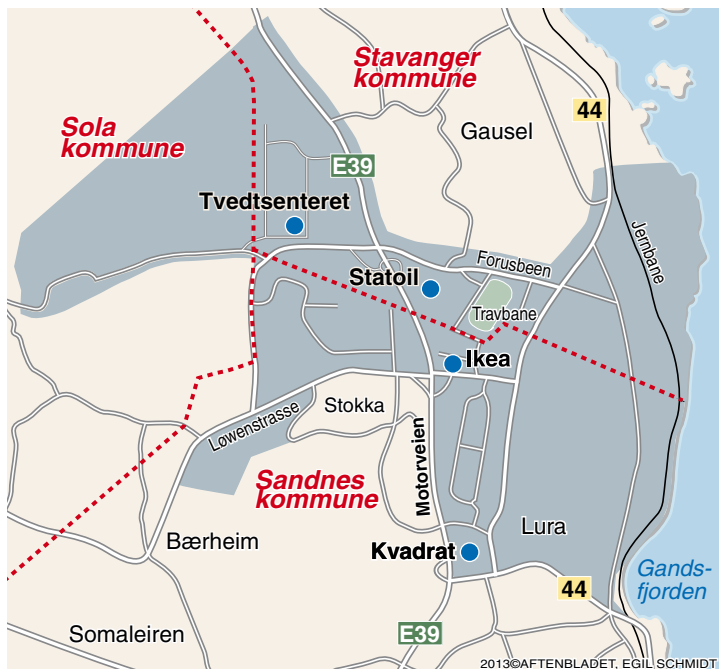 Stavanger
kommune
44
Sola
kommune
Gausel
E39
Tvedtsenteret
Jernbane
Forusbeen
Statoil
Travbane
Ikea
Stokka
Løwenstrasse
Motorveien
Sandnes
kommune
Lura
Bærheim
Kvadrat
Gands-
fjorden
44
Somaleiren
E39
2013©AFTENBLADET, EGIL SCHMIDT